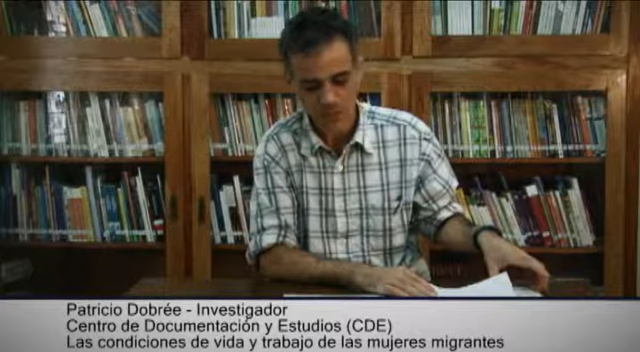 Patricio Dobrée - Investigador
Centro de Documentación y Estudios (CDE)
Las condiciones de vida y trabajo de las mujeres migrantes